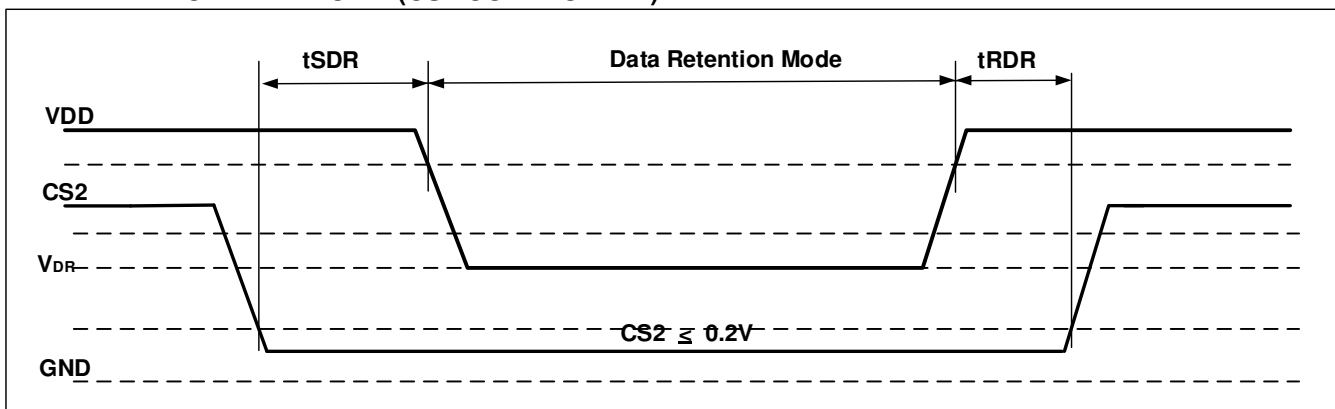 tSDR Data Retention Mode tRDR
VDD
CS2
VDR
CS2 ≤ 0.2V
GND